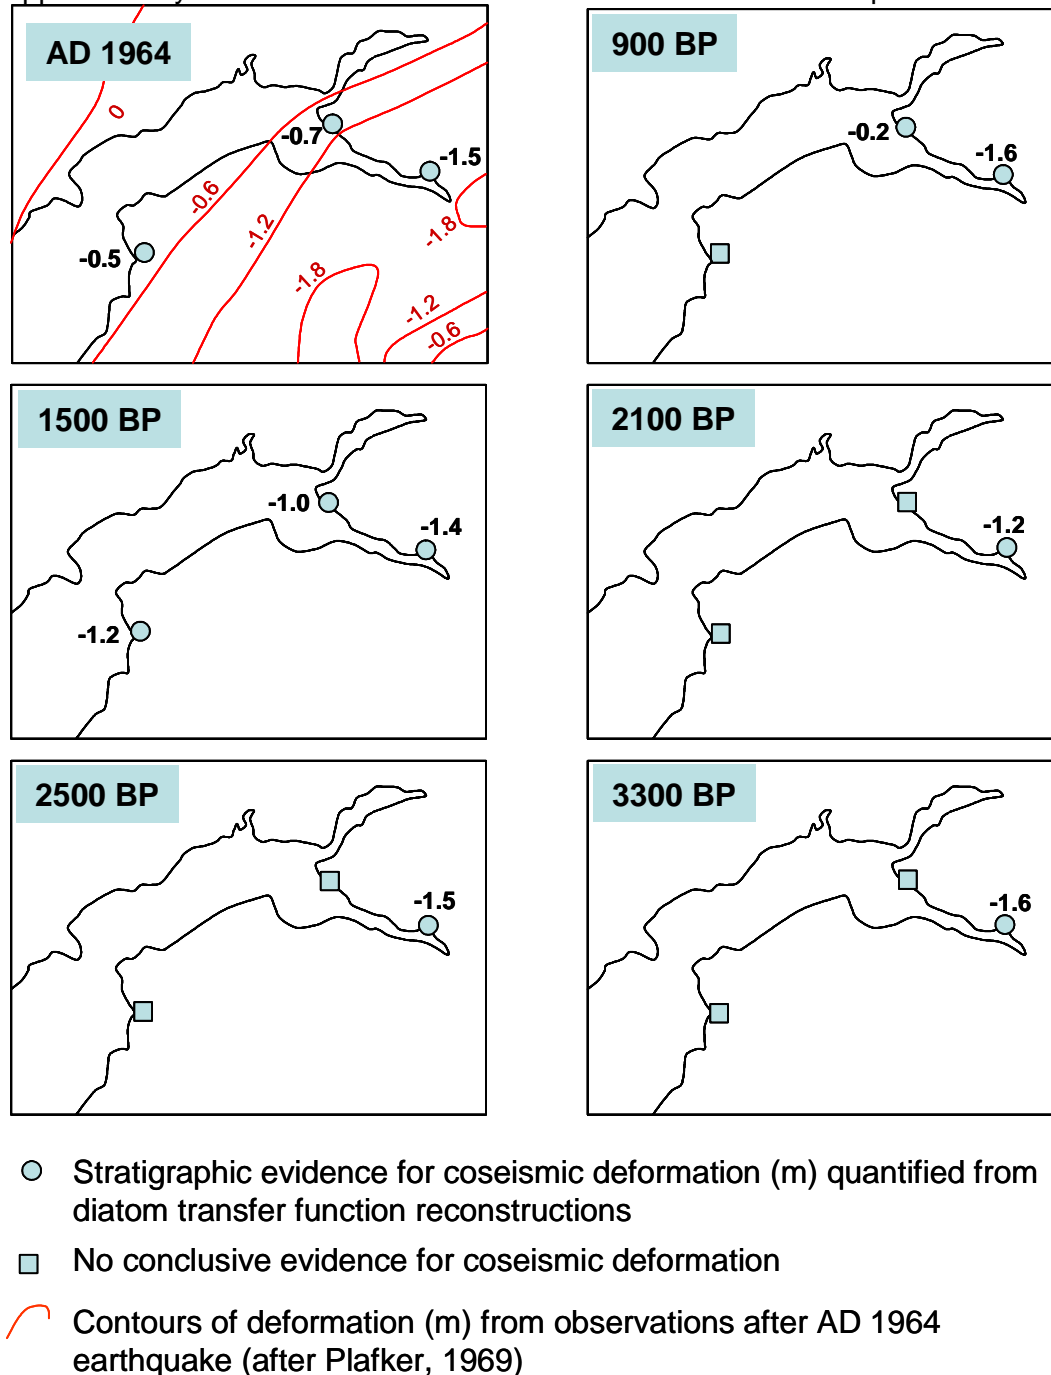 AD 1964
0
-0.7
-1.5
-0.6
-1.2
-1.8
-0.5
-1.8
-1.2
-0.6
900 BP
-0.2
-1.6
1500 BP
-1.0
-1.4
-1.2
2100 BP
-1.2
2500 BP
-1.5
3300 BP
-1.6
Stratigraphic evidence for coseismic deformation (m) quantified from
diatom transfer function reconstructions
No conclusive evidence for coseismic deformation
Contours of deformation (m) from observations after AD 1964
earthquake (after Plafker, 1969)